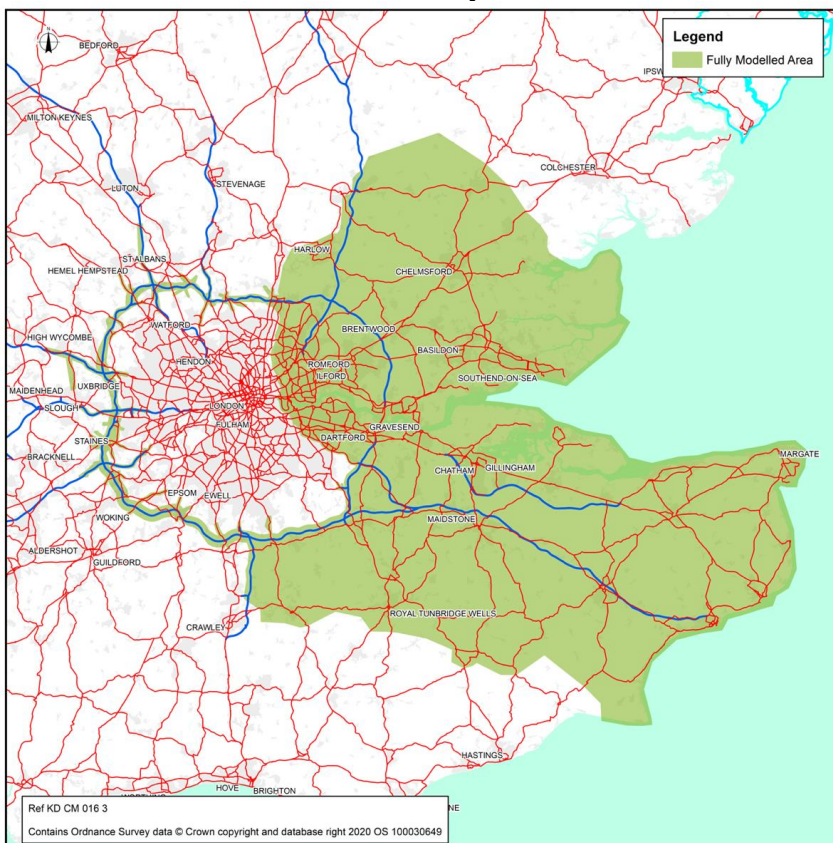 N
BEDFORD
Legend
Fully Modelled Area
IPSW
MILTON KEYNES
COLCHESTER
STEVENAGE
LUTON
HARLOW
ST ALBANS
HEMEL HEMPSTEAD
CHELMSFORD
WATFORD
BRENTWOOD
HIGH WYCOMBE
HENDON
BASILDON
ROMFORD
ILFORD
SOUTHEND-ON-SEA
UXBRIDGE
MAIDENHEAD
SLOUGH
LONDON
FULHAM
GRAVESEND
DARTFORD
STAINES
BRACKNELL
CHATHAM
GILLINGHAM
MARGATE
EPSOM
EWELL
WOKING
MAIDSTONE
ALDERSHOT
GUILDFORD
CRAWLEY
ROYAL TUNBRIDGE WELLS
HASTINGS
HOVE
BRIGHTON
NE
Ref KD CM 016 3
Contains Ordnance Survey data © Crown copyright and database right 2020 OS 100030649